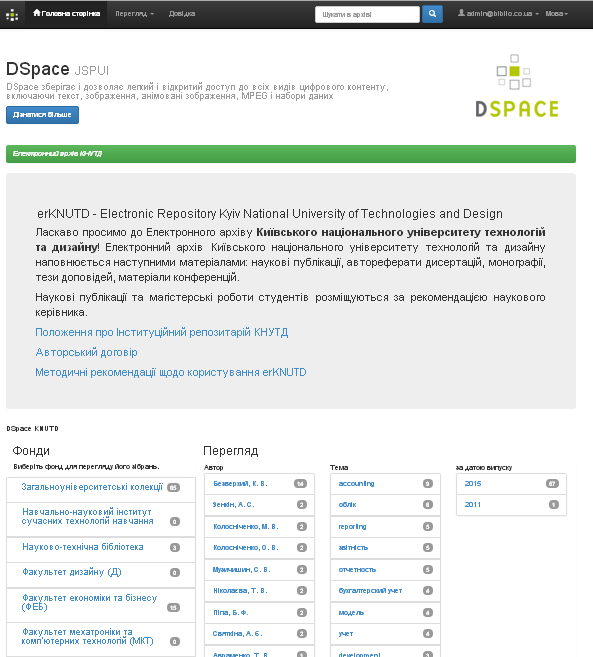 Головна сторінка Перегляд Довідка Шукати в архіві admin@biblio.co.ua Мова
DSpace JSPUI
DSpace зберігає і дозволяє легкий і відкритий доступ до всіх видів цифрового контенту,
включаючи текст, зображення, анімовані зображення, MPEG і набори даних
Дізнатися більше
DSPACE
Електронний архів КНУТД
erKNUTD - Electronic Repository Kyiv National University of Technologies and Design
Ласкаво просимо до Електронного архіву Київського національного університету технологій
та дизайну! Електронний архів Київського національного університету технологій та дизайну
наповнюється наступними матеріалами: наукові публікації, автореферати дисертацій, монографії,
тези доповідей, матеріали конференцій.
Наукові публікації та магістерські роботи студентів розміщуються за рекомендацією наукового
керівника.
Положення про Інституційний репозитарій КНУТД
Авторський договір
Методичні рекомендації щодо користування erKNUTD
DSpace KNUTD
Фонди
Виберіть фонд для перегляду його зібрань.
Загальноуніверситетські колекції 65
Навчально-науковий інститут
сучасних технологій навчання 0
Науково-технічна бібліотека 3
Факультет дизайну (Д) 0
Факультет економіки та бізнесу
(ФЕБ) 15
Факультет мехатроніки та
комп'ютерних технологій (МКТ) 0
Перегляд
Автор
Безверхий, К. В. 14
Ченкін, А. С. 2
Колосніченко, М. В. 2
Колосніченко, О. В. 2
Мужичишин, С. В. 2
Ніколаєва, Т. В. 2
Піпа, Б. Ф. 2
Святкіна, А. Б. 2
Авраменко, Т. В. 1
Тема
accounting 9
облік 6
reporting 5
звітність 5
отчетность 5
бухгалтерский учет 4
модель 4
учет 4
development 3
за датою випуску
2015 67
2011 1